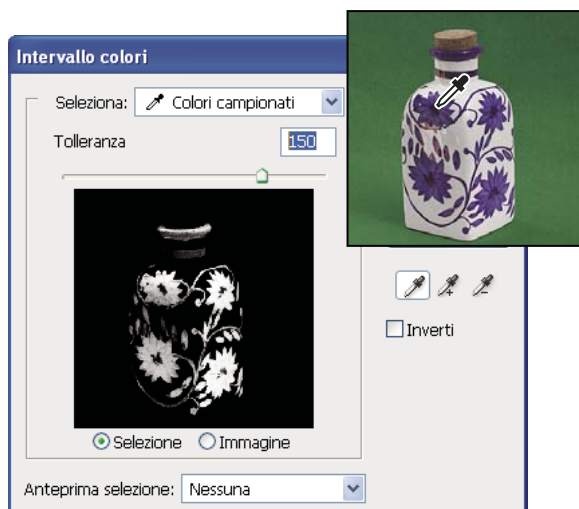 Intervallo colori
Seleziona: Colori campionati
Tolleranza 150
Selezione Immagine
Inverti
Anteprima selezione: Nessuna